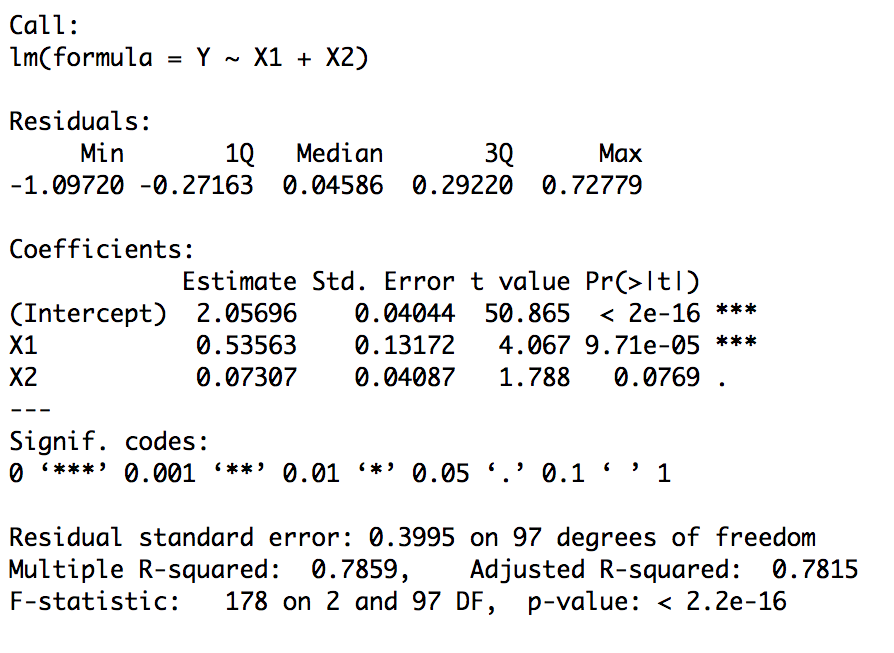 Call:
lm(formula = Y ~ X1 + X2)
Residuals:
     Min       1Q   Median       3Q      Max
-1.09720 -0.27163  0.04586  0.29220  0.72779
Coefficients:
            Estimate Std. Error t value Pr(>|t|)
(Intercept)  2.05696    0.04044  50.865  < 2e-16 ***
X1           0.53563    0.13172   4.067 9.71e-05 ***
X2           0.07307    0.04087   1.788   0.0769 .
---
Signif. codes:
0 ‘***’ 0.001 ‘**’ 0.01 ‘*’ 0.05 ‘.’ 0.1 ‘ ’ 1
Residual standard error: 0.3995 on 97 degrees of freedom
Multiple R-squared:  0.7859,    Adjusted R-squared:  0.7815
F-statistic:   178 on 2 and 97 DF,  p-value: < 2.2e-16